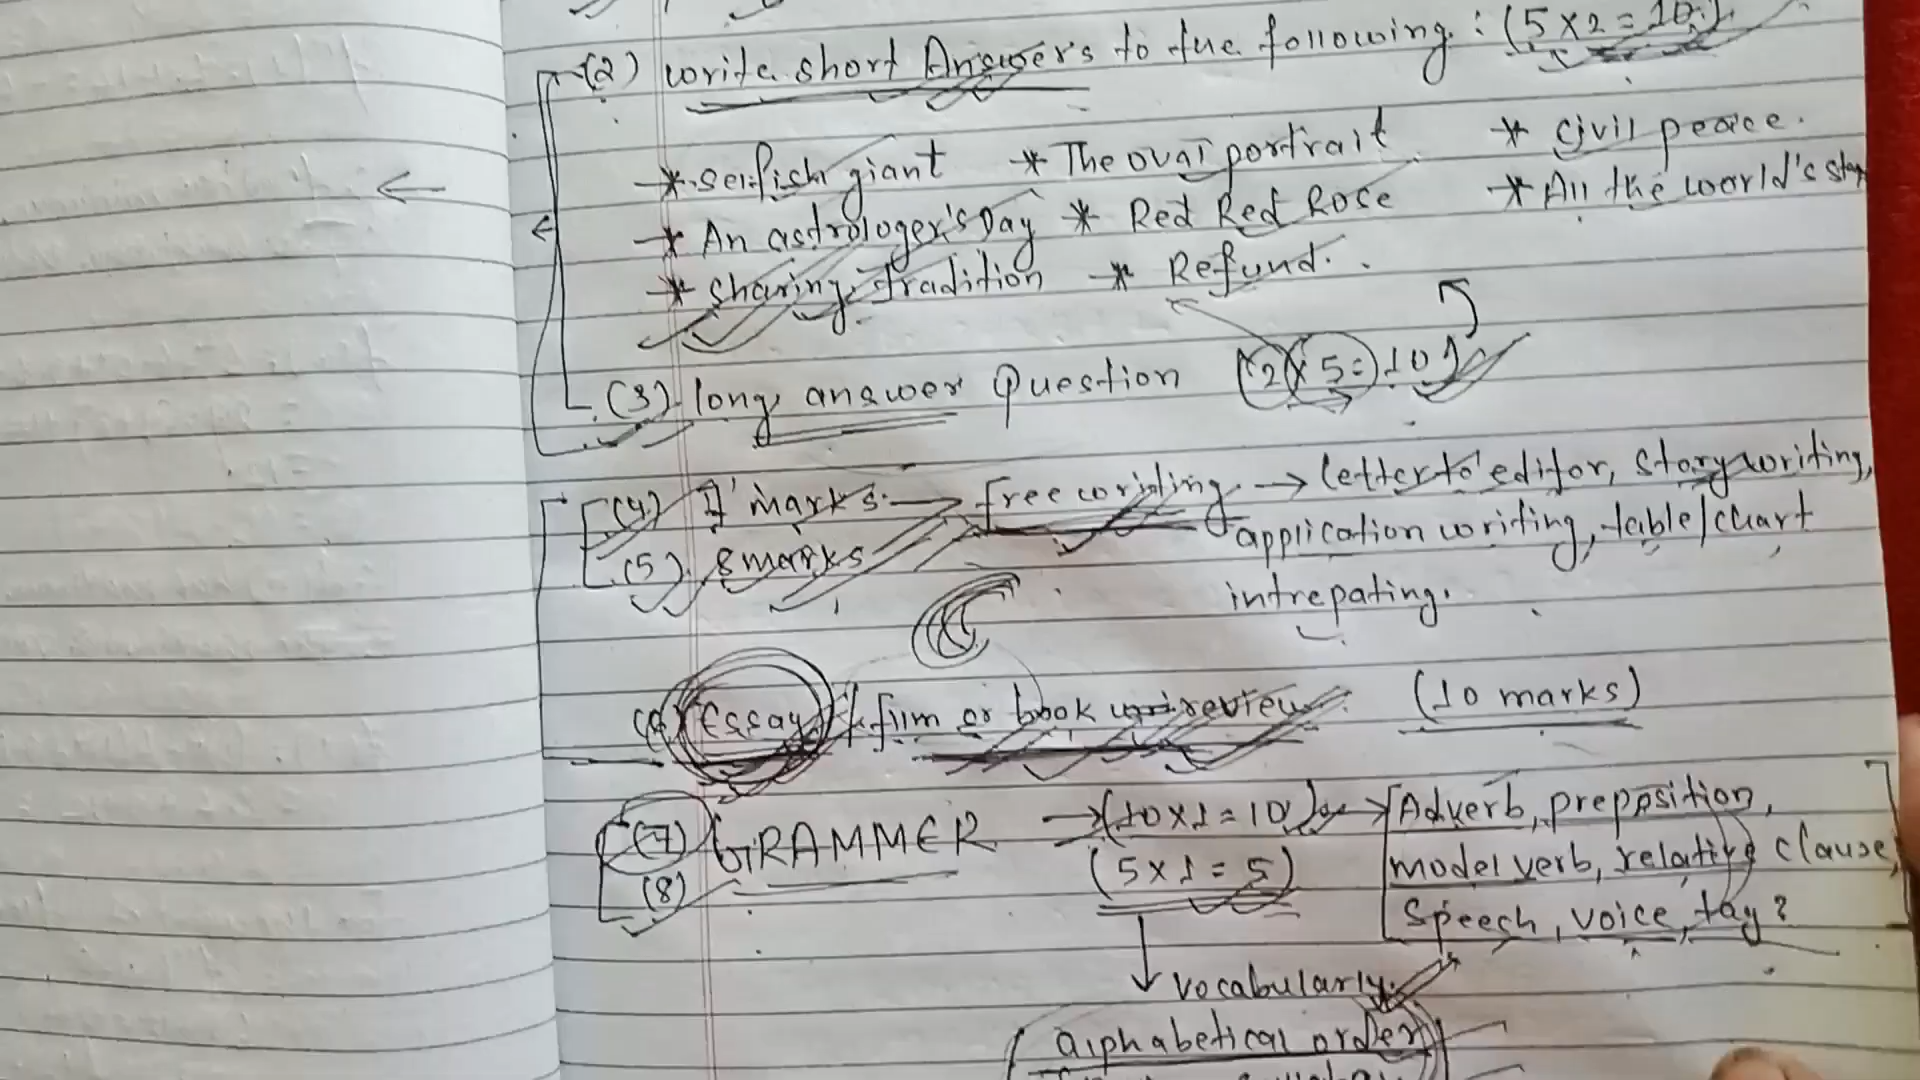 (2) write short Answers to the following : (5x2=10)
* selfish giant * The oval portrait * civil peace.
* An astrologer's Day * Red Red Rose * All the world's stage
* sharing tradition * Refund.
(3) long answer Question (2x5=10)
(4) 7 marks. → free writing → letter to editor, story writing,
(5) 8 marks application writing, table/chart
intrepating.
(6) Essay / film or book review (10 marks)
(7) GRAMMER → (10x1=10) → Adverb, preposition,
(8) (5x1=5) model verb, relative clause,
speech, voice, tag?
↓ vocabularly.
alphabetical order